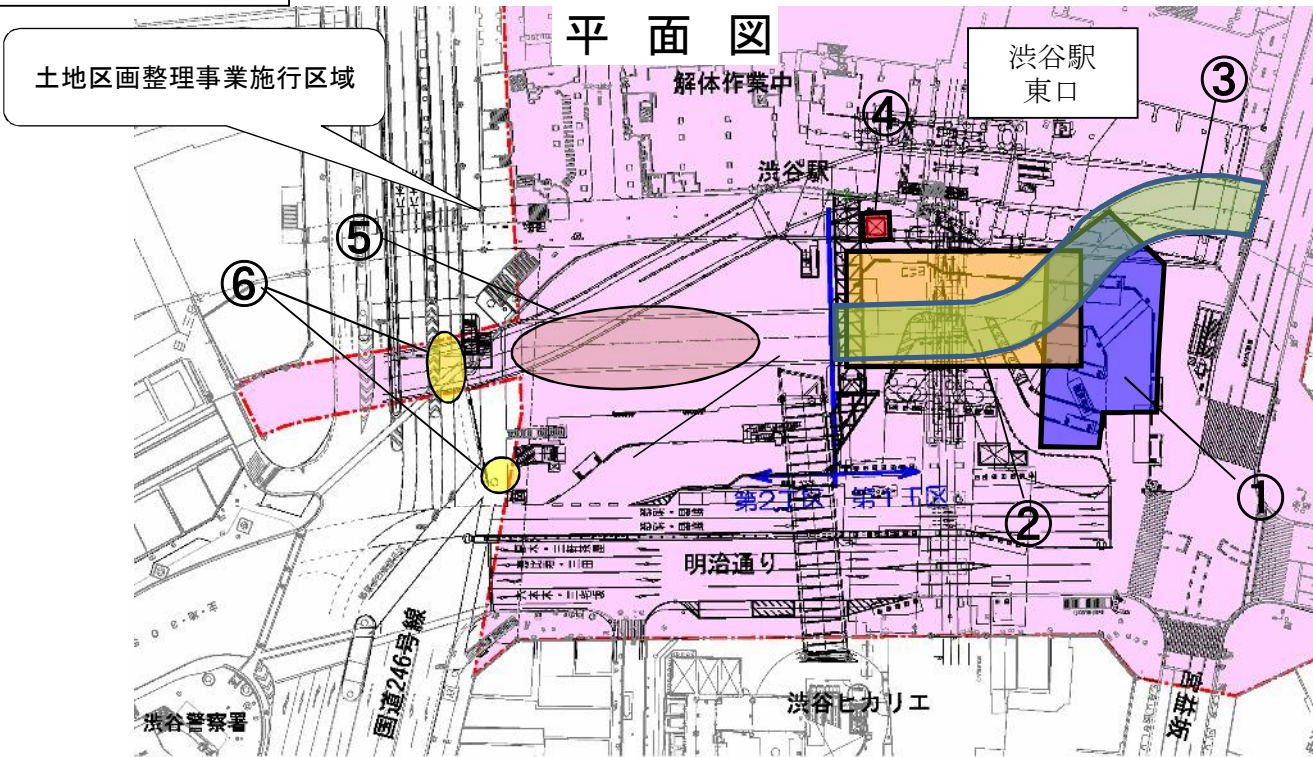 平面図
土地区画整理事業施行区域
解体作業中
渋谷駅
東口
③
④
渋谷駅
⑤
⑥
①
第2工区
第1工区
②
明治通り
国道246号線
渋谷ヒカリエ
宮益坂
渋谷警察署